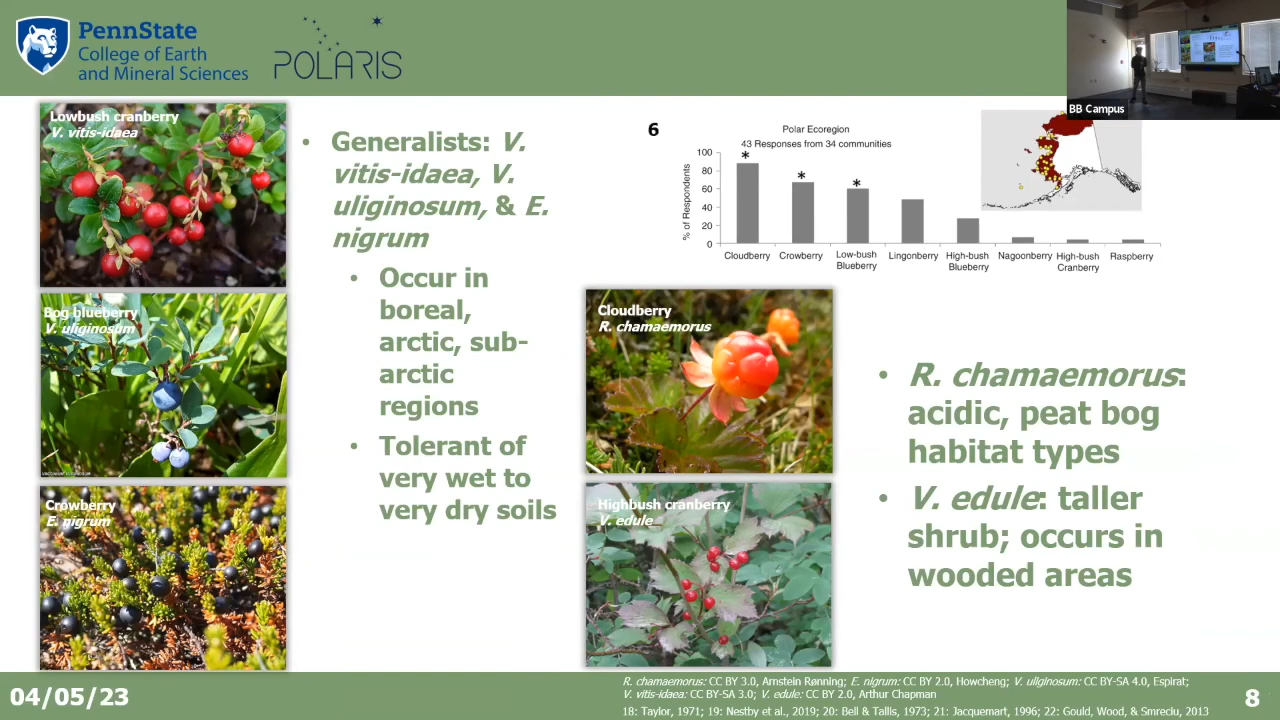 PennState
College of Earth
and Mineral Sciences
POLARIS
BB Campus
Lowbush cranberry
V. vitis-idaea
Bog blueberry
V. uliginosum
Crowberry
E. nigrum
• Generalists: V.
vitis-idaea, V.
uliginosum, & E.
nigrum
• Occur in
boreal,
arctic, sub-
arctic
regions
• Tolerant of
very wet to
very dry soils
6
Polar Ecoregion
43 Responses from 34 communities
% of Respondents
100
80
60
40
20
0
*
*
*
Cloudberry
Crowberry
Low-bush
Blueberry
Lingonberry
High-bush
Blueberry
Nagoonberry
High-bush
Cranberry
Raspberry
Cloudberry
R. chamaemorus
Highbush cranberry
V. edule
• R. chamaemorus:
acidic, peat bog
habitat types
• V. edule: taller
shrub; occurs in
wooded areas
04/05/23
R. chamaemorus: CC BY 3.0, Arnstein Rønning; E. nigrum: CC BY 2.0, Howcheng; V. uliginosum: CC BY-SA 4.0, Espirat;
V. vitis-idaea: CC BY-SA 3.0; V. edule: CC BY 2.0, Arthur Chapman
18: Taylor, 1971; 19: Nestby et al., 2019; 20: Bell & Tallis, 1973; 21: Jacquemart, 1996; 22: Gould, Wood, & Smreciu, 2013
8